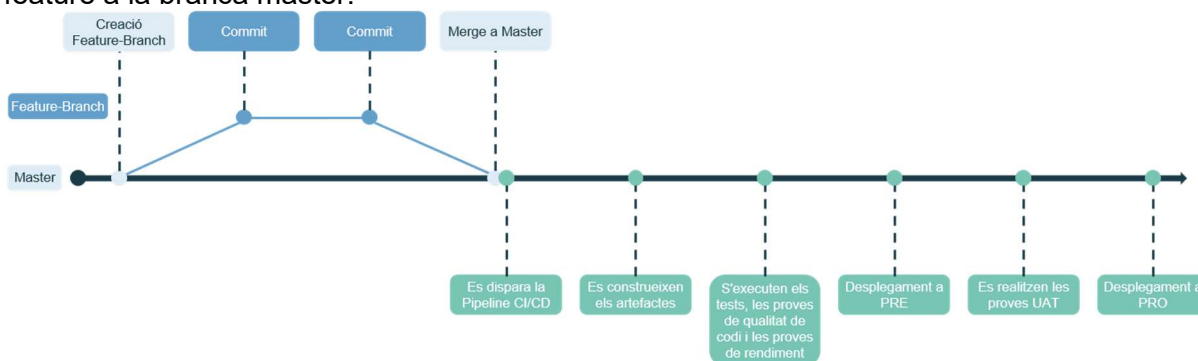 feature a la branca master.
Creació
Feature-Branch
Commit
Commit
Merge a Master
Feature-Branch
Master
Es dispara la
Pipeline CI/CD
Es construeixen
els artefactes
S'executen els
tests, les proves
de qualitat de
codi i les proves
de rendiment
Desplegament a
PRE
Es realitzen les
proves UAT
Desplegament a
PRO